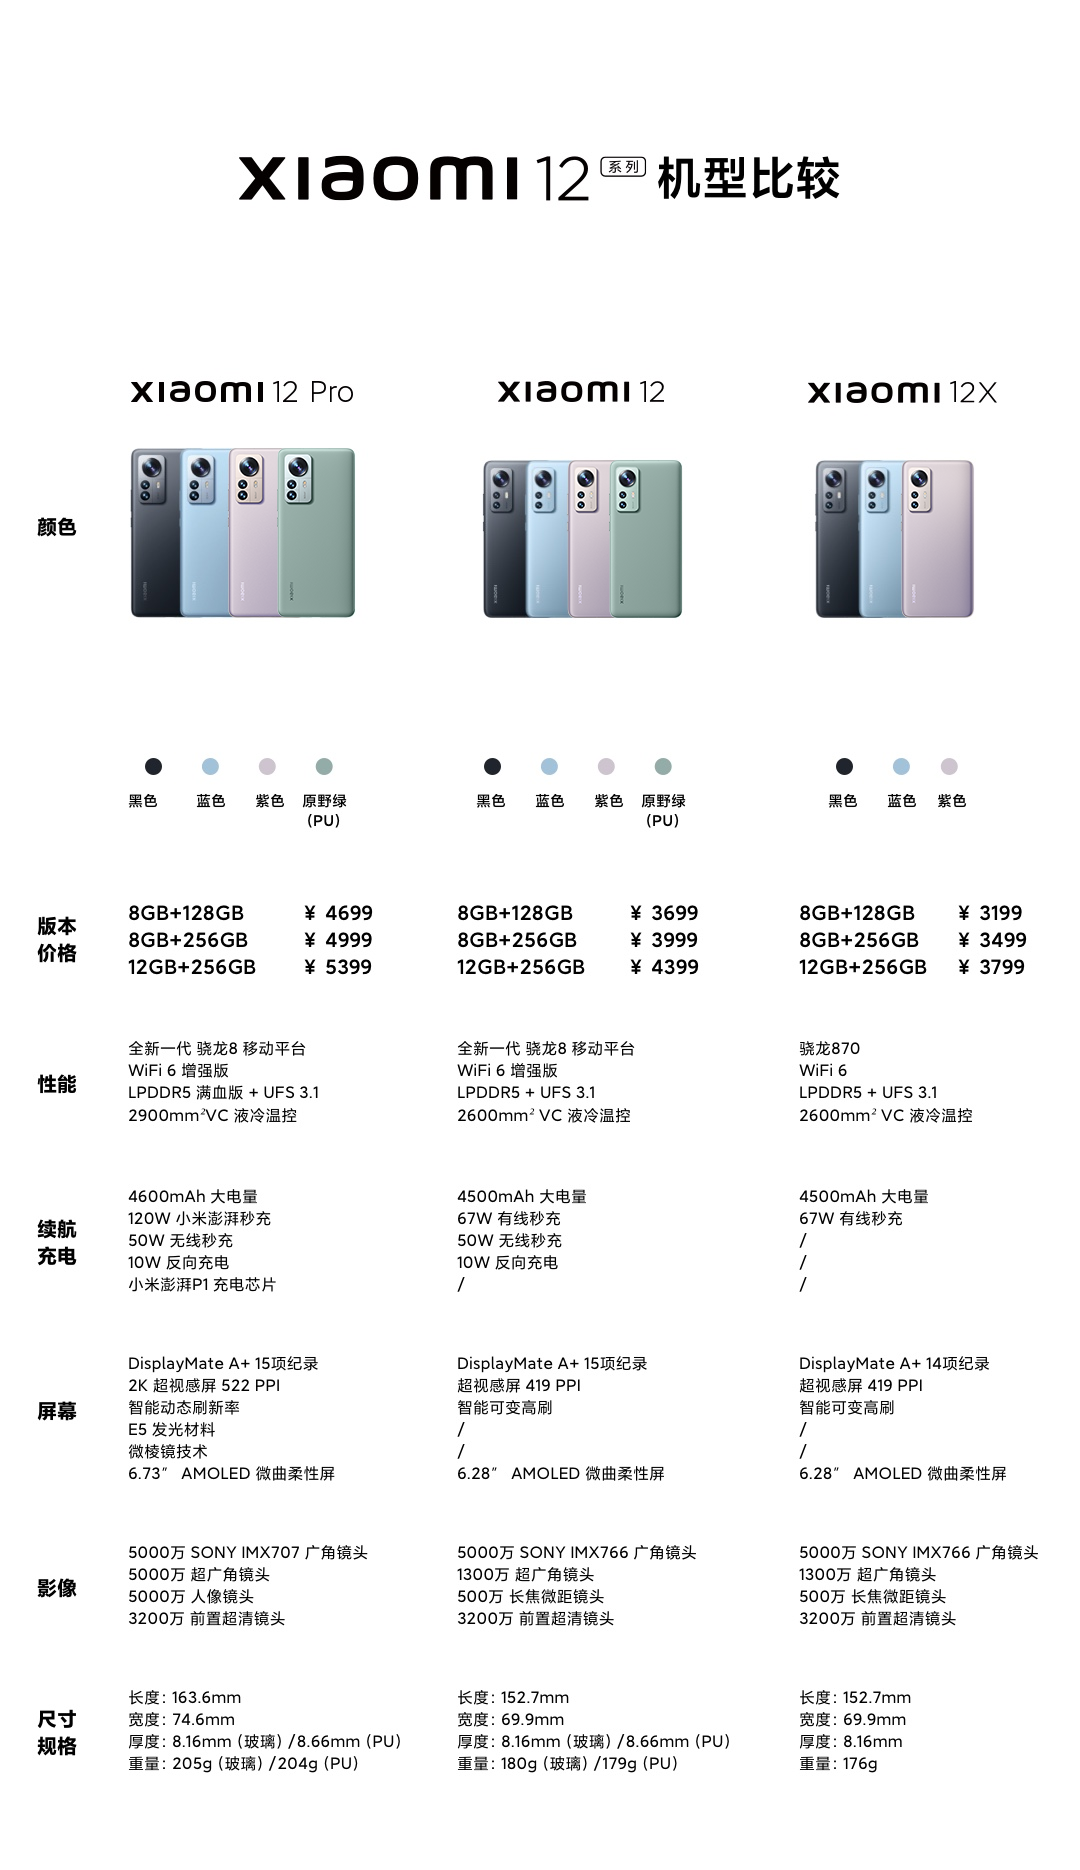 xiaomi 12 系列 机型比较
xiaomi 12 Pro
xiaomi 12
xiaomi 12X
颜色
黑色 蓝色 紫色 原野绿
(PU)
黑色 蓝色 紫色 原野绿
(PU)
黑色 蓝色 紫色
版本
价格
8GB+128GB ¥ 4699
8GB+256GB ¥ 4999
12GB+256GB ¥ 5399
8GB+128GB ¥ 3699
8GB+256GB ¥ 3999
12GB+256GB ¥ 4399
8GB+128GB ¥ 3199
8GB+256GB ¥ 3499
12GB+256GB ¥ 3799
性能
全新一代 骁龙8 移动平台
WiFi 6 增强版
LPDDR5 满血版 + UFS 3.1
2900mm²VC 液冷温控
全新一代 骁龙8 移动平台
WiFi 6 增强版
LPDDR5 + UFS 3.1
2600mm² VC 液冷温控
骁龙870
WiFi 6
LPDDR5 + UFS 3.1
2600mm² VC 液冷温控
续航
充电
4600mAh 大电量
120W 小米澎湃秒充
50W 无线秒充
10W 反向充电
小米澎湃P1 充电芯片
4500mAh 大电量
67W 有线秒充
50W 无线秒充
10W 反向充电
/
4500mAh 大电量
67W 有线秒充
/
/
/
屏幕
DisplayMate A+ 15项纪录
2K 超视感屏 522 PPI
智能动态刷新率
E5 发光材料
微棱镜技术
6.73″ AMOLED 微曲柔性屏
DisplayMate A+ 15项纪录
超视感屏 419 PPI
智能可变高刷
/
/
6.28″ AMOLED 微曲柔性屏
DisplayMate A+ 14项纪录
超视感屏 419 PPI
智能可变高刷
/
/
6.28″ AMOLED 微曲柔性屏
影像
5000万 SONY IMX707 广角镜头
5000万 超广角镜头
5000万 人像镜头
3200万 前置超清镜头
5000万 SONY IMX766 广角镜头
1300万 超广角镜头
500万 长焦微距镜头
3200万 前置超清镜头
5000万 SONY IMX766 广角镜头
1300万 超广角镜头
500万 长焦微距镜头
3200万 前置超清镜头
尺寸
规格
长度: 163.6mm
宽度: 74.6mm
厚度: 8.16mm (玻璃) /8.66mm (PU)
重量: 205g (玻璃) /204g (PU)
长度: 152.7mm
宽度: 69.9mm
厚度: 8.16mm (玻璃) /8.66mm (PU)
重量: 180g (玻璃) /179g (PU)
长度: 152.7mm
宽度: 69.9mm
厚度: 8.16mm
重量: 176g